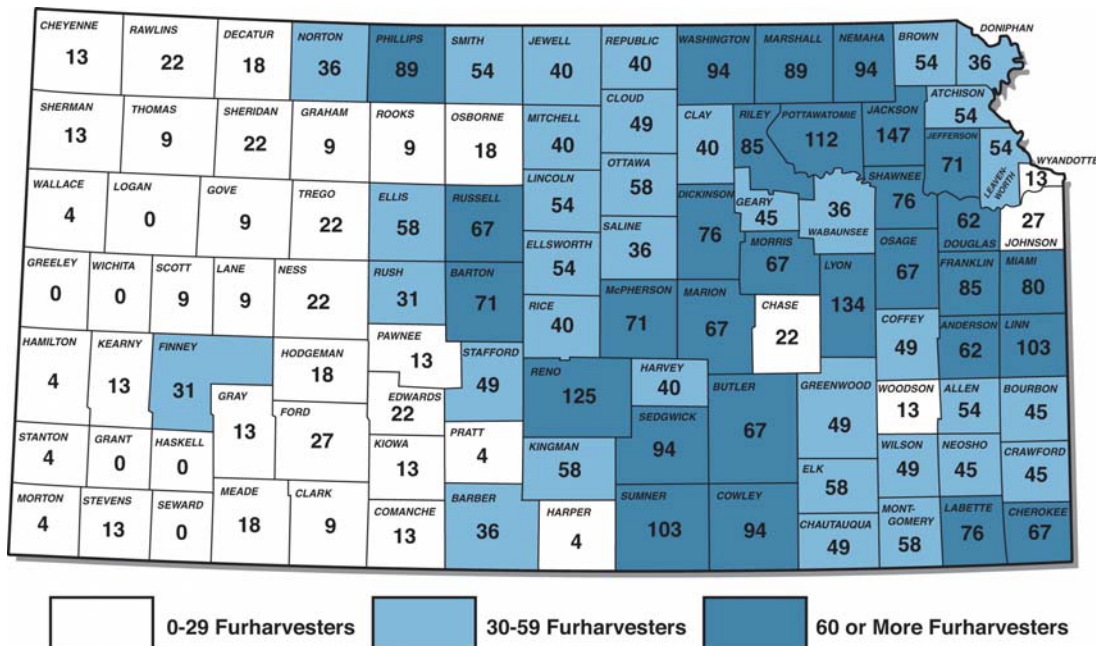 CHEYENNE
13
RAWLINS
22
DECATUR
18
NORTON
36
PHILLIPS
89
SMITH
54
JEWELL
40
REPUBLIC
40
WASHINGTON
94
MARSHALL
89
NEMAHA
94
BROWN
54
DONIPHAN
36
SHERMAN
13
THOMAS
9
SHERIDAN
22
GRAHAM
9
ROOKS
9
OSBORNE
18
MITCHELL
40
CLOUD
49
CLAY
40
RILEY
85
POTTAWATOMIE
112
JACKSON
147
ATCHISON
54
JEFFERSON
71
LEAVEN-
WORTH
54
WYANDOTTE
13
WALLACE
4
LOGAN
0
GOVE
9
TREGO
22
ELLIS
58
RUSSELL
67
LINCOLN
54
OTTAWA
58
SALINE
36
DICKINSON
76
GEARY
45
WABAUNSEE
36
SHAWNEE
76
DOUGLAS
62
JOHNSON
27
GREELEY
0
WICHITA
0
SCOTT
9
LANE
9
NESS
22
RUSH
31
BARTON
71
ELLSWORTH
54
RICE
40
McPHERSON
71
MARION
67
MORRIS
67
CHASE
22
LYON
134
OSAGE
67
FRANKLIN
85
MIAMI
80
HAMILTON
4
KEARNY
13
FINNEY
31
HODGEMAN
18
PAWNEE
13
STAFFORD
49
RENO
125
HARVEY
40
BUTLER
67
GREENWOOD
49
COFFEY
49
ANDERSON
62
LINN
103
GRAY
13
FORD
27
EDWARDS
22
SEDGWICK
94
WOODSON
13
ALLEN
54
BOURBON
45
STANTON
4
GRANT
0
HASKELL
0
KIOWA
13
PRATT
4
KINGMAN
58
ELK
58
WILSON
49
NEOSHO
45
CRAWFORD
45
MORTON
4
STEVENS
13
SEWARD
0
MEADE
18
CLARK
9
COMANCHE
13
BARBER
36
HARPER
4
SUMNER
103
COWLEY
94
CHAUTAUQUA
49
MONT-
GOMERY
58
LABETTE
76
CHEROKEE
67
0-29 Furharvesters
30-59 Furharvesters
60 or More Furharvesters